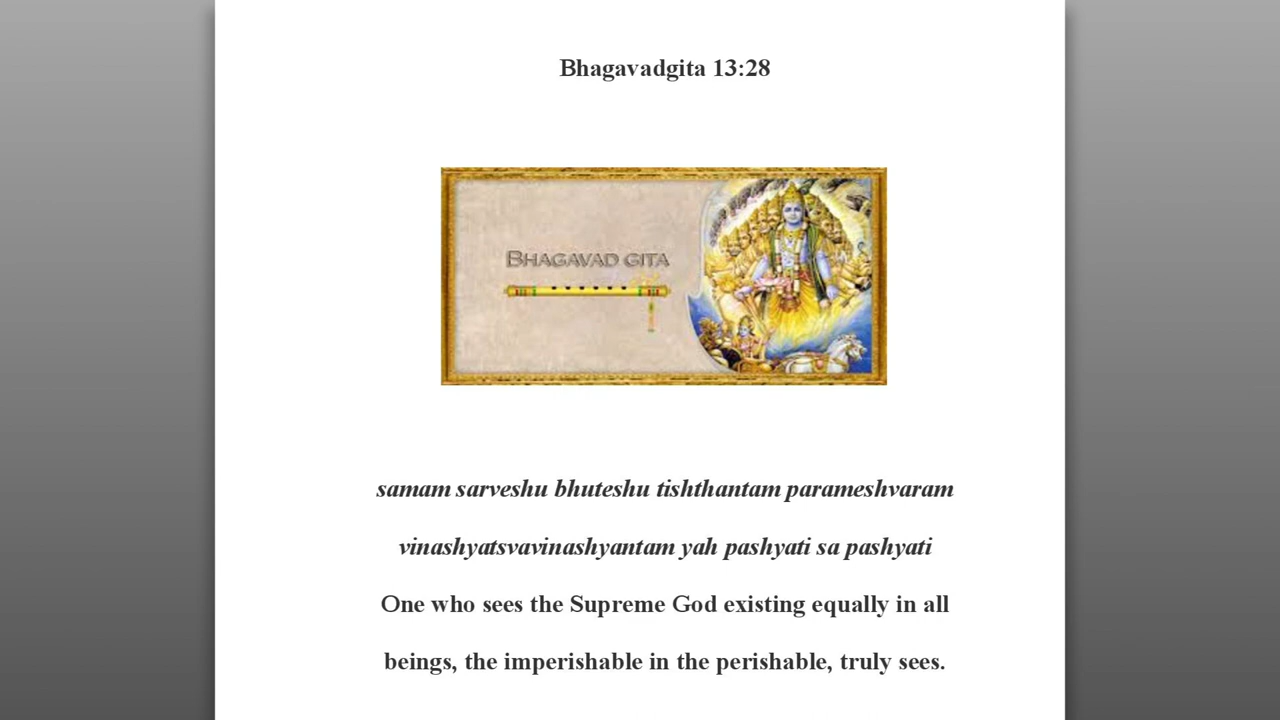 Bhagavadgita 13:28
BHAGAVAD GITA
samam sarveshu bhuteshu tishthantam parameshvaram
vinashyatsvavinashyantam yah pashyati sa pashyati
One who sees the Supreme God existing equally in all
beings, the imperishable in the perishable, truly sees.